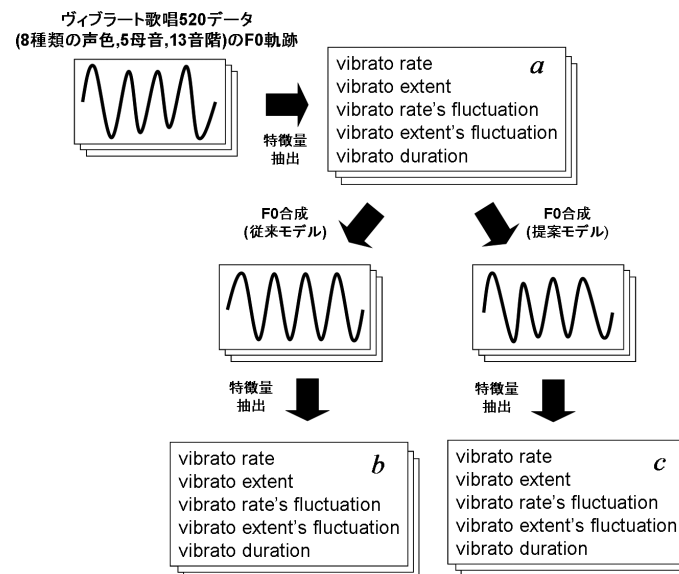 ヴィブラート歌唱520データ
(8種類の声色,5母音,13音階)のF0軌跡
特徴量
抽出
a
vibrato rate
vibrato extent
vibrato rate's fluctuation
vibrato extent's fluctuation
vibrato duration
F0合成
(従来モデル)
F0合成
(提案モデル)
特徴量
抽出
特徴量
抽出
b
vibrato rate
vibrato extent
vibrato rate's fluctuation
vibrato extent's fluctuation
vibrato duration
c
vibrato rate
vibrato extent
vibrato rate's fluctuation
vibrato extent's fluctuation
vibrato duration